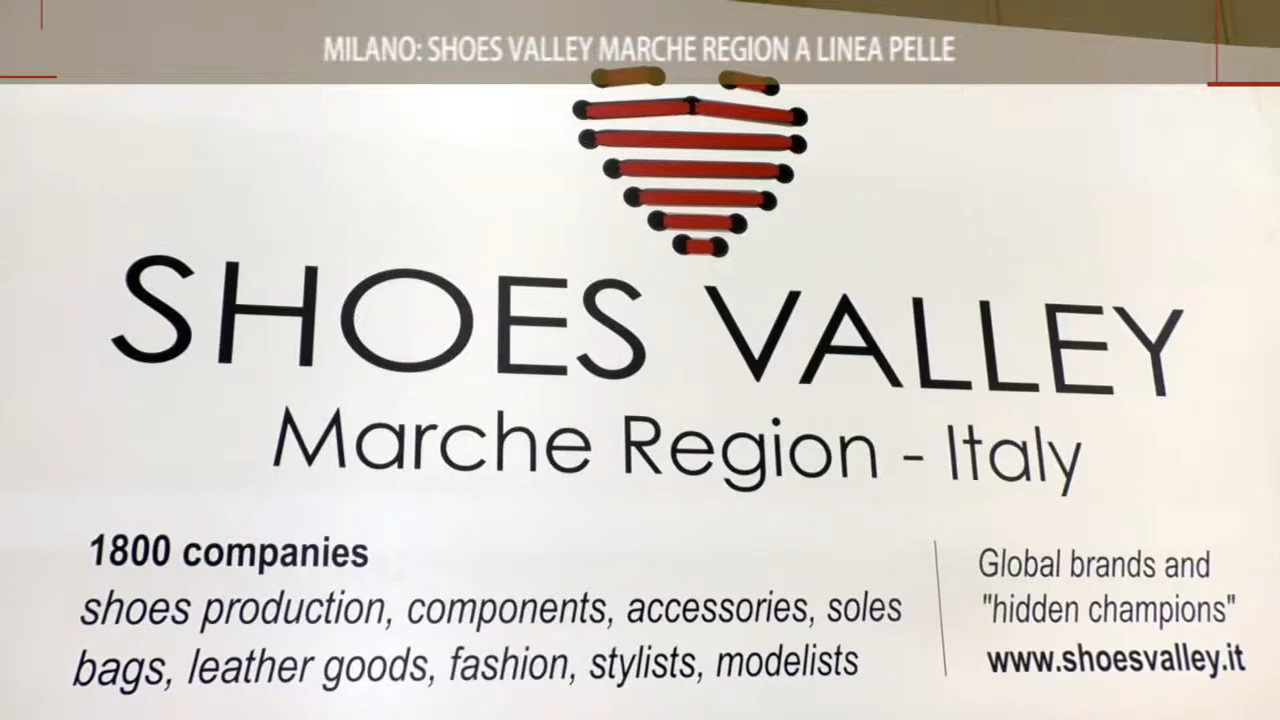 MILANO: SHOES VALLEY MARCHE REGION A LINEA PELLE
SHOES VALLEY
Marche Region - Italy
1800 companies
shoes production, components, accessories, soles
bags, leather goods, fashion, stylists, modelists
Global brands and
"hidden champions"
www.shoesvalley.it